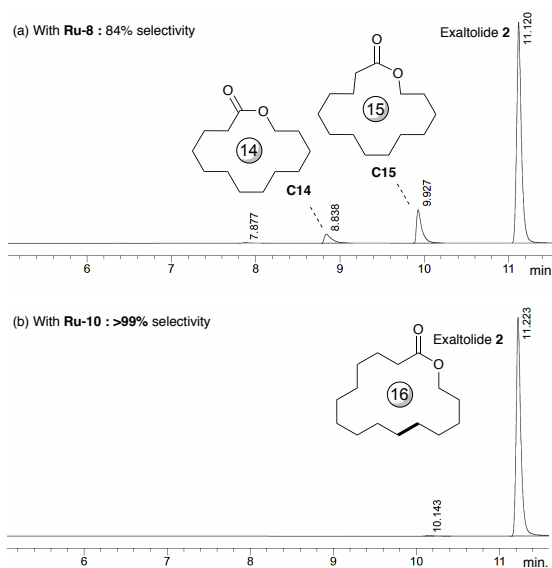 (a) With Ru-8 : 84% selectivity
Exaltolide 2
11.120
O
O
15
C15
9.927
O
O
14
C14
8.838
7.877
6 7 8 9 10 11 min
(b) With Ru-10 : >99% selectivity
Exaltolide 2
11.223
O
O
16
10.143
6 7 8 9 10 11 min.